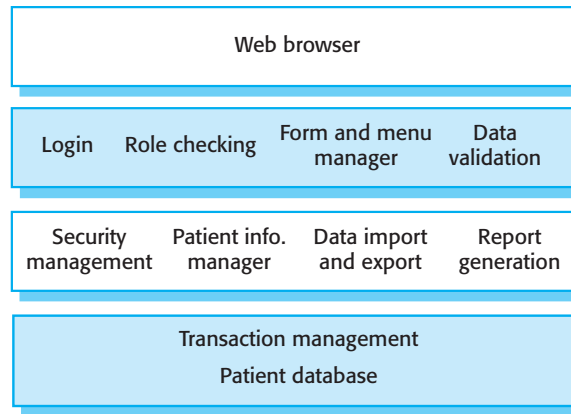 Web browser
Login Role checking Form and menu manager Data validation
Security management Patient info. manager Data import and export Report generation
Transaction management
Patient database